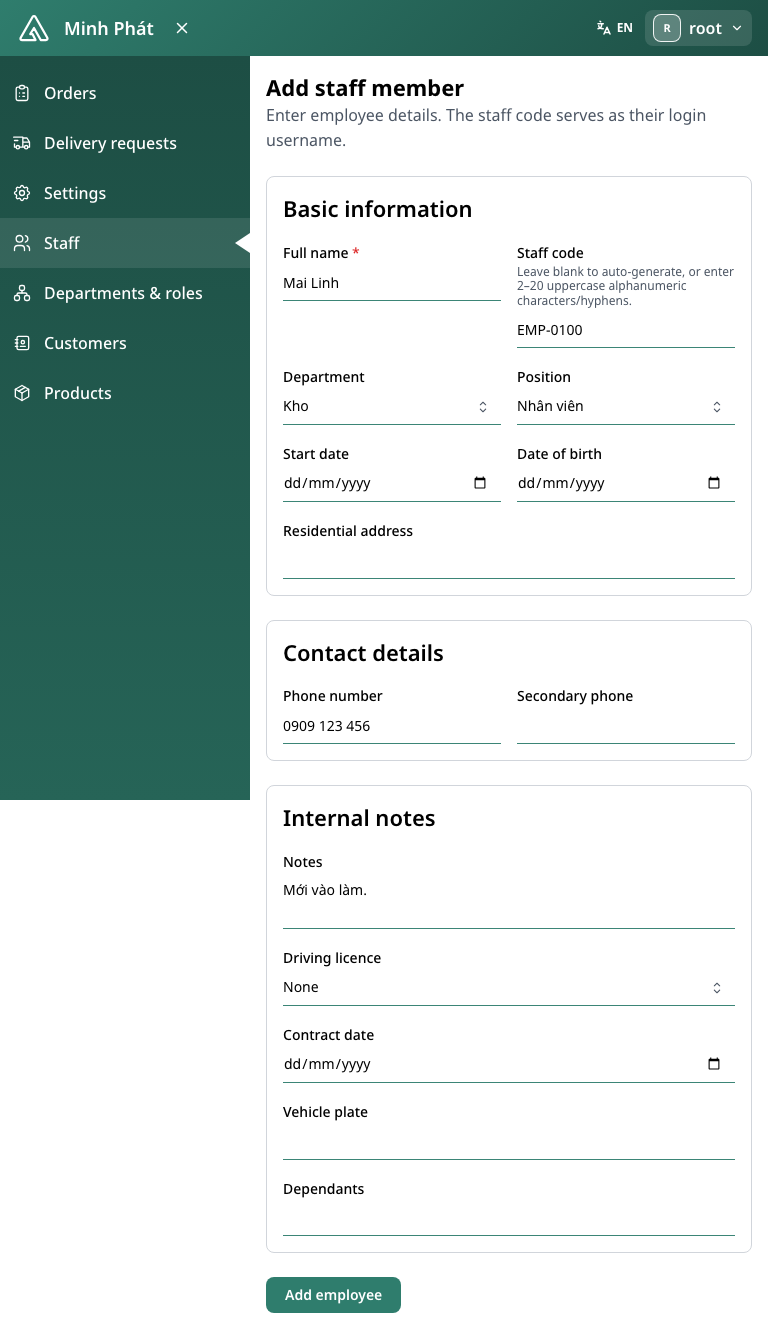 Minh Phát
EN
R
root
Orders
Delivery requests
Settings
Staff
Departments & roles
Customers
Products
Add staff member
Enter employee details. The staff code serves as their login
username.
Basic information
Full name *
Mai Linh
Staff code
Leave blank to auto-generate, or enter
2–20 uppercase alphanumeric
characters/hyphens.
EMP-0100
Department
Kho
Position
Nhân viên
Start date
dd/mm/yyyy
Date of birth
dd/mm/yyyy
Residential address
Contact details
Phone number
0909 123 456
Secondary phone
Internal notes
Notes
Mới vào làm.
Driving licence
None
Contract date
dd/mm/yyyy
Vehicle plate
Dependants
Add employee